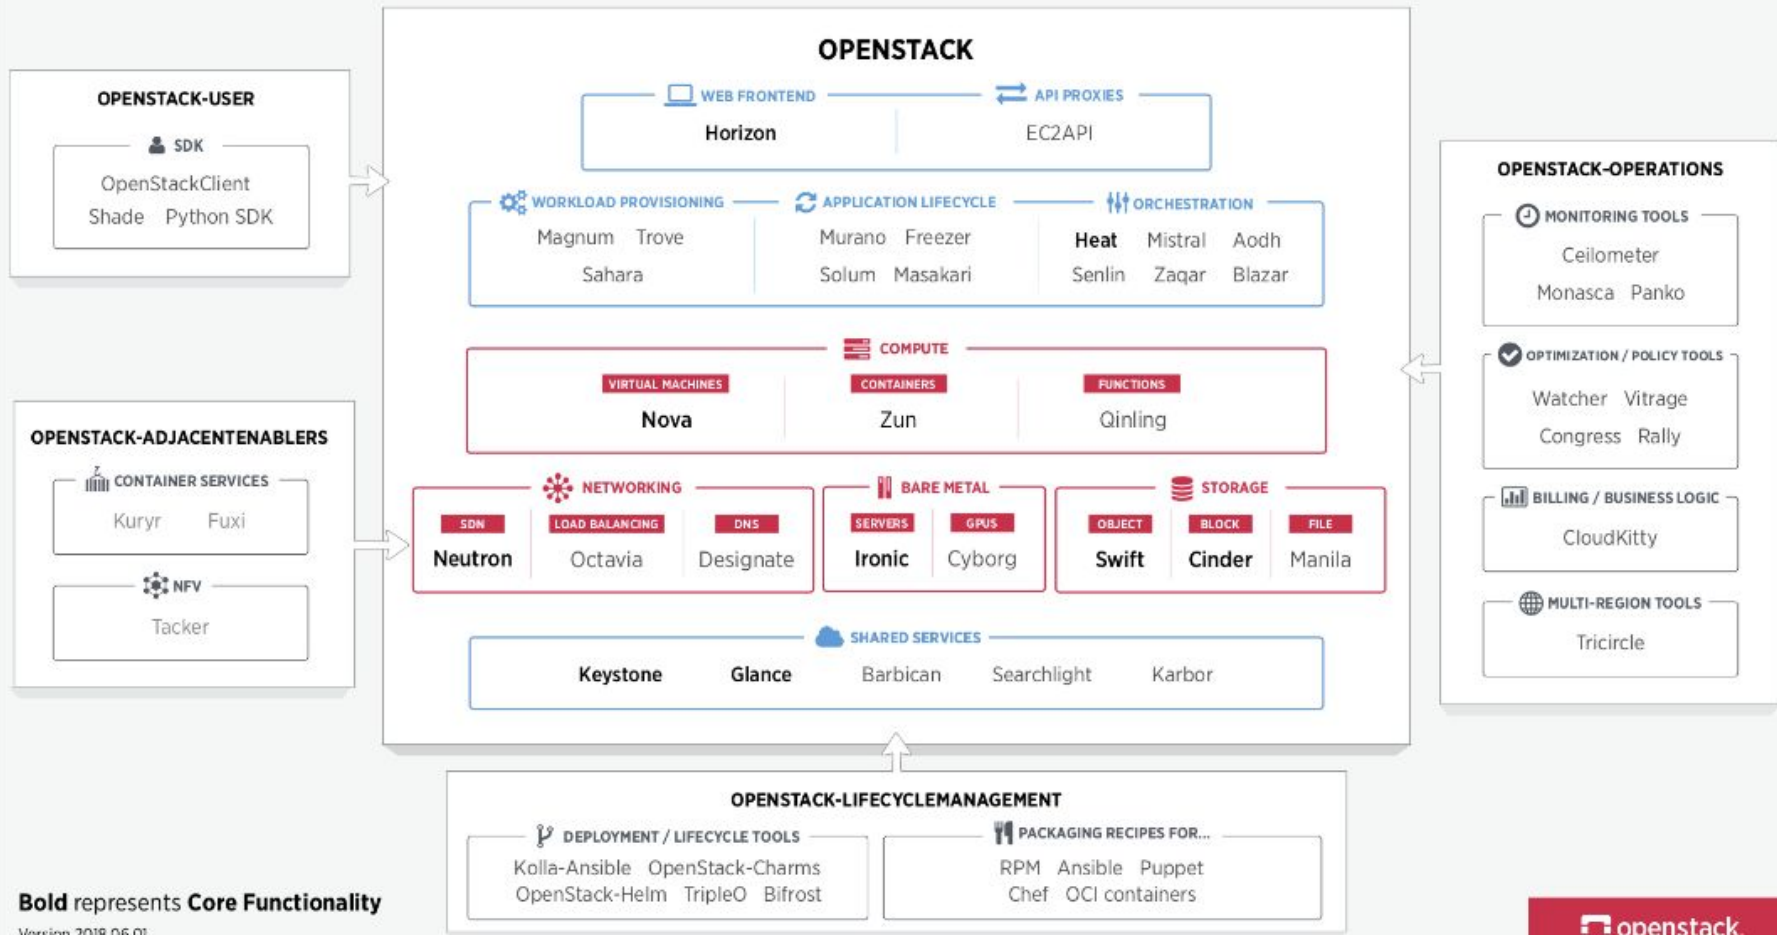 OPENSTACK
WEB FRONTEND
API PROXIES
Horizon
EC2API
WORKLOAD PROVISIONING
APPLICATION LIFECYCLE
ORCHESTRATION
Magnum Trove
Sahara
Murano Freezer
Solum Masakari
Heat Mistral Aodh
Senlin Zaqar Blazar
COMPUTE
VIRTUAL MACHINES
Nova
CONTAINERS
Zun
FUNCTIONS
Qinling
NETWORKING
SDN
Neutron
LOAD BALANCING
Octavia
DNS
Designate
BARE METAL
SERVERS
Ironic
GPUS
Cyborg
STORAGE
OBJECT
Swift
BLOCK
Cinder
FILE
Manila
SHARED SERVICES
Keystone Glance Barbican Searchlight Karbor
OPENSTACK-USER
SDK
OpenStackClient
Shade Python SDK
OPENSTACK-ADJACENTENABLERS
CONTAINER SERVICES
Kuryr Fuxi
NFV
Tacker
OPENSTACK-OPERATIONS
MONITORING TOOLS
Ceilometer
Monasca Panko
OPTIMIZATION / POLICY TOOLS
Watcher Vitrage
Congress Rally
BILLING / BUSINESS LOGIC
CloudKitty
MULTI-REGION TOOLS
Tricircle
OPENSTACK-LIFECYCLEMANAGEMENT
DEPLOYMENT / LIFECYCLE TOOLS
Kolla-Ansible OpenStack-Charms
OpenStack-Helm TripleO Bifrost
PACKAGING RECIPES FOR...
RPM Ansible Puppet
Chef OCI containers
Bold represents Core Functionality
Version 2018.06.01
openstack.